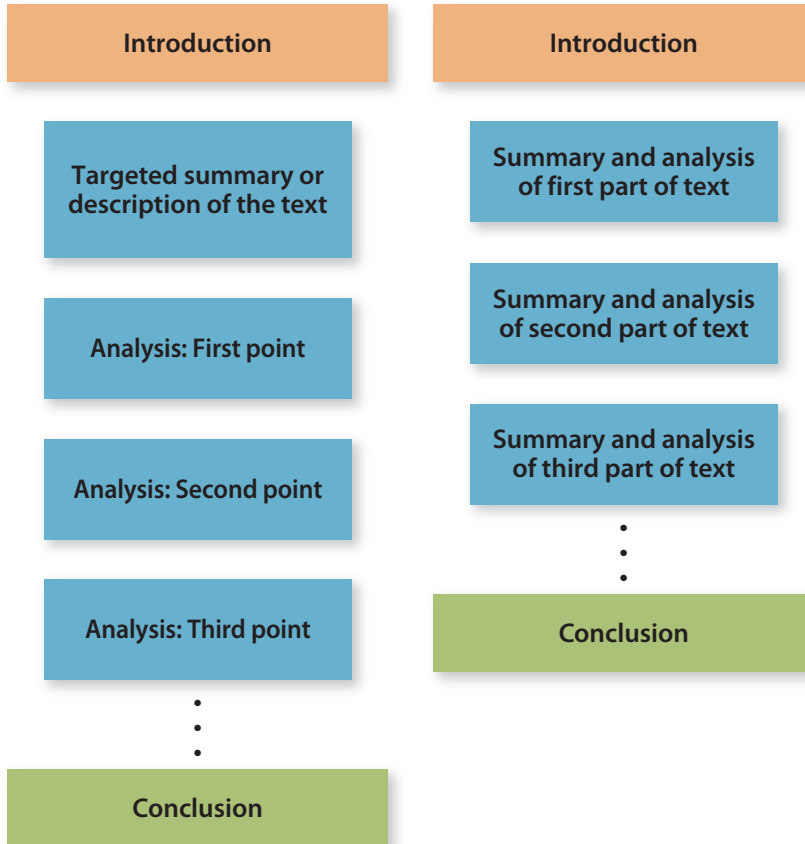 Introduction
Targeted summary or
description of the text
Analysis: First point
Analysis: Second point
Analysis: Third point
Conclusion
Introduction
Summary and analysis
of first part of text
Summary and analysis
of second part of text
Summary and analysis
of third part of text
Conclusion